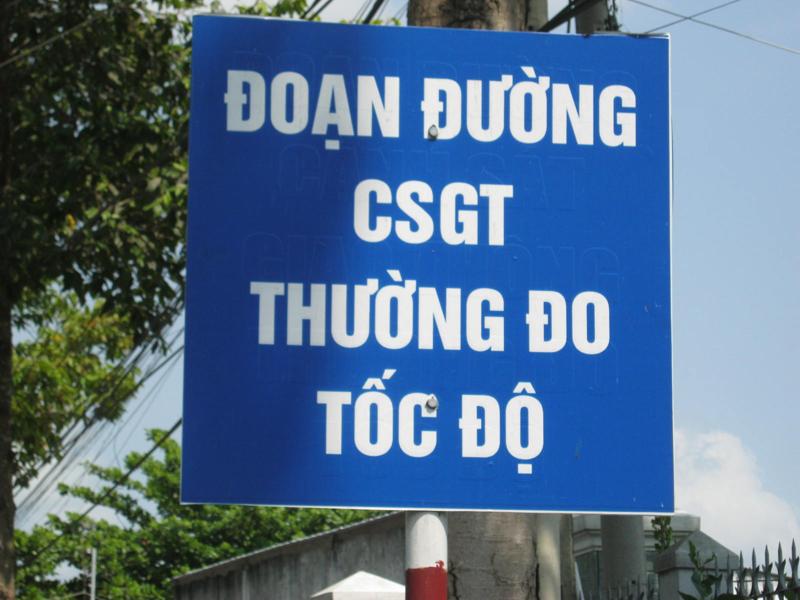 ĐOẠN ĐƯỜNG
CSGT
THƯỜNG ĐO
TỐC ĐỘ